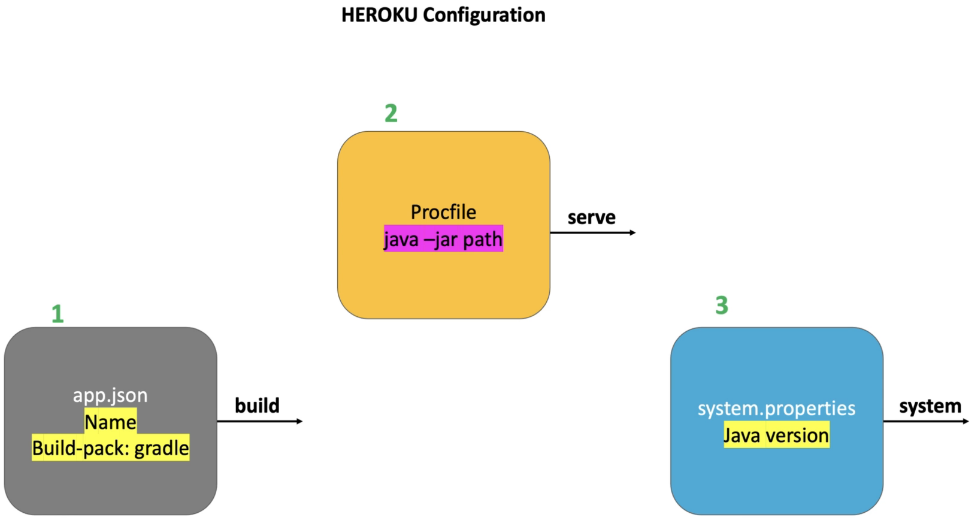 HEROKU Configuration
2
Procfile
java –jar path
serve
1
app.json
Name
Build-pack: gradle
build
3
system.properties
Java version
system